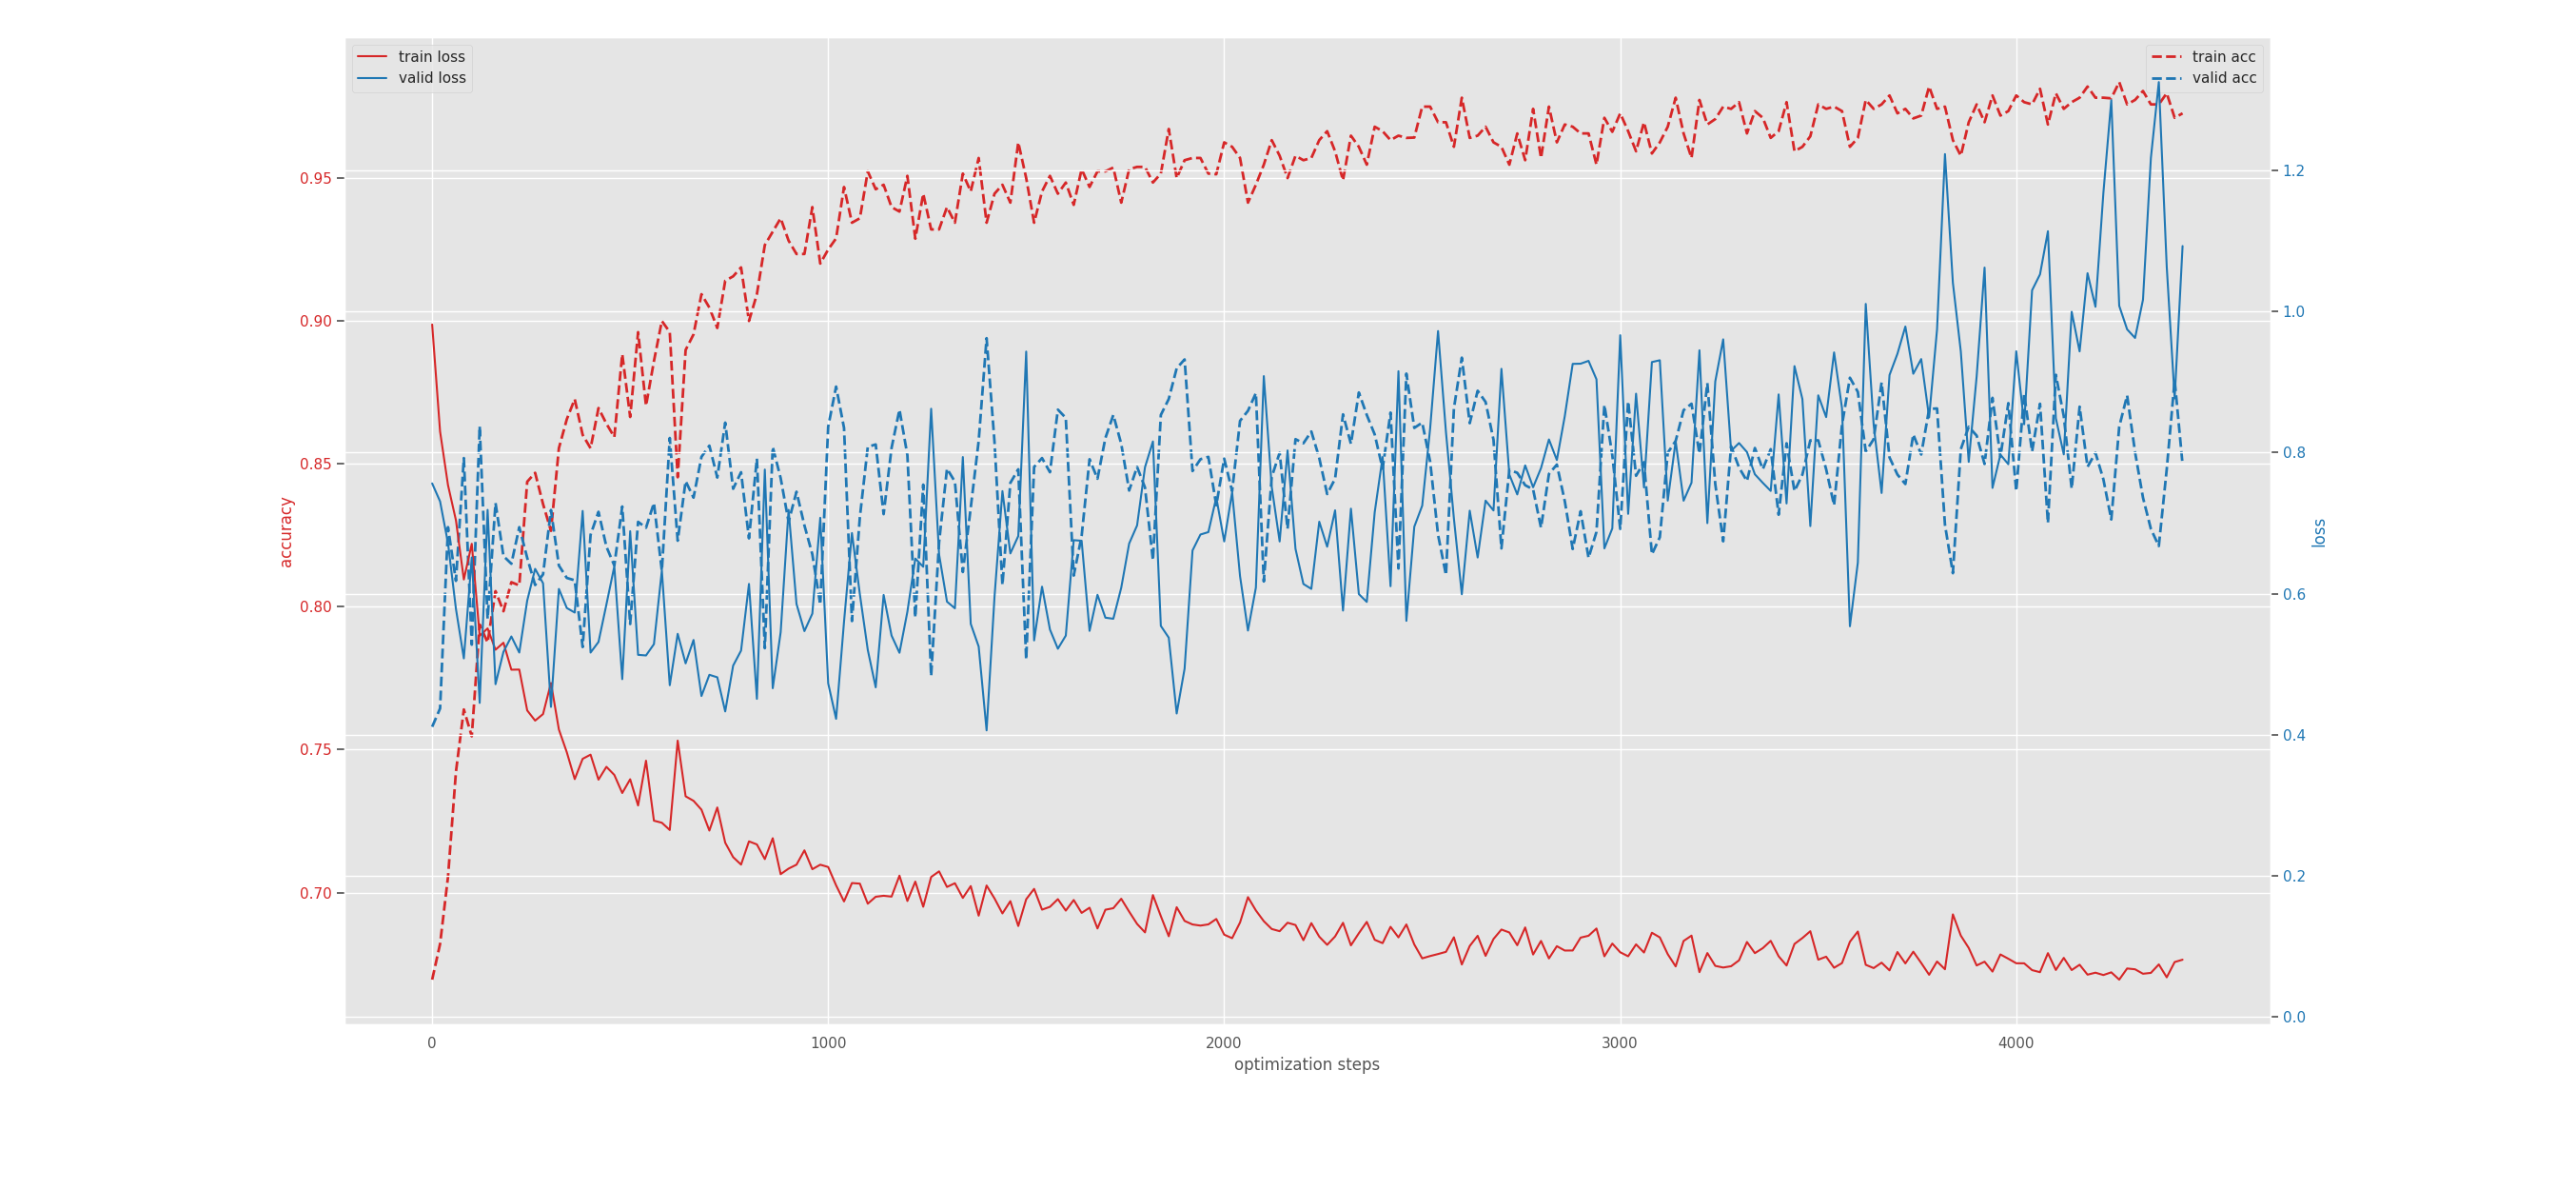 train loss
valid loss
train acc
valid acc
0.95
0.90
0.85
0.80
0.75
0.70
accuracy
1.2
1.0
0.8
0.6
0.4
0.2
0.0
loss
0 1000 2000 3000 4000
optimization steps